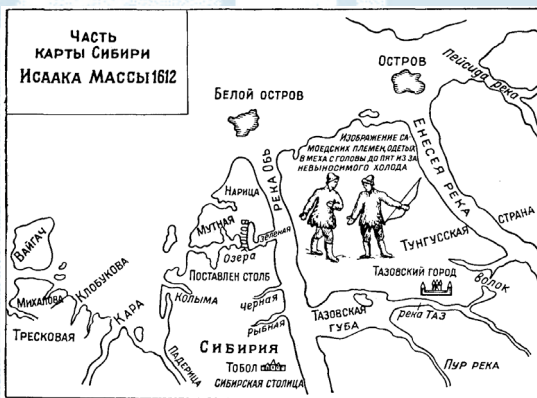 Часть
карты Сибири
Исаака Массы 1612
Белой остров
Остров
Пейсида река
Изображение са-
моедских племен, одетых
в меха с головы до пят из за
невыносимого холода
Енесея река
река Обь
Нарица
Мутная
Зеленая
Озера
Тунгусская
страна
Вайгач
Поставлен столб
Тазовский город
Волок
Клобукова
Михалова
Колыма
Черная
Тазовская
губа
река Таз
Кара
Тресковая
Рыбная
Падерица
Сибирия
Тобол
Сибирская столица
Пур река